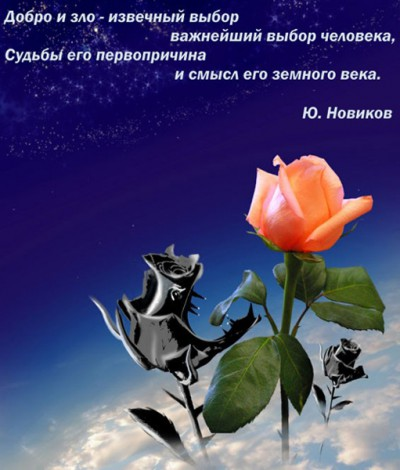 Добро и зло - извечный выбор
важнейший выбор человека,
Судьбы его первопричина
и смысл его земного века.
Ю. Новиков